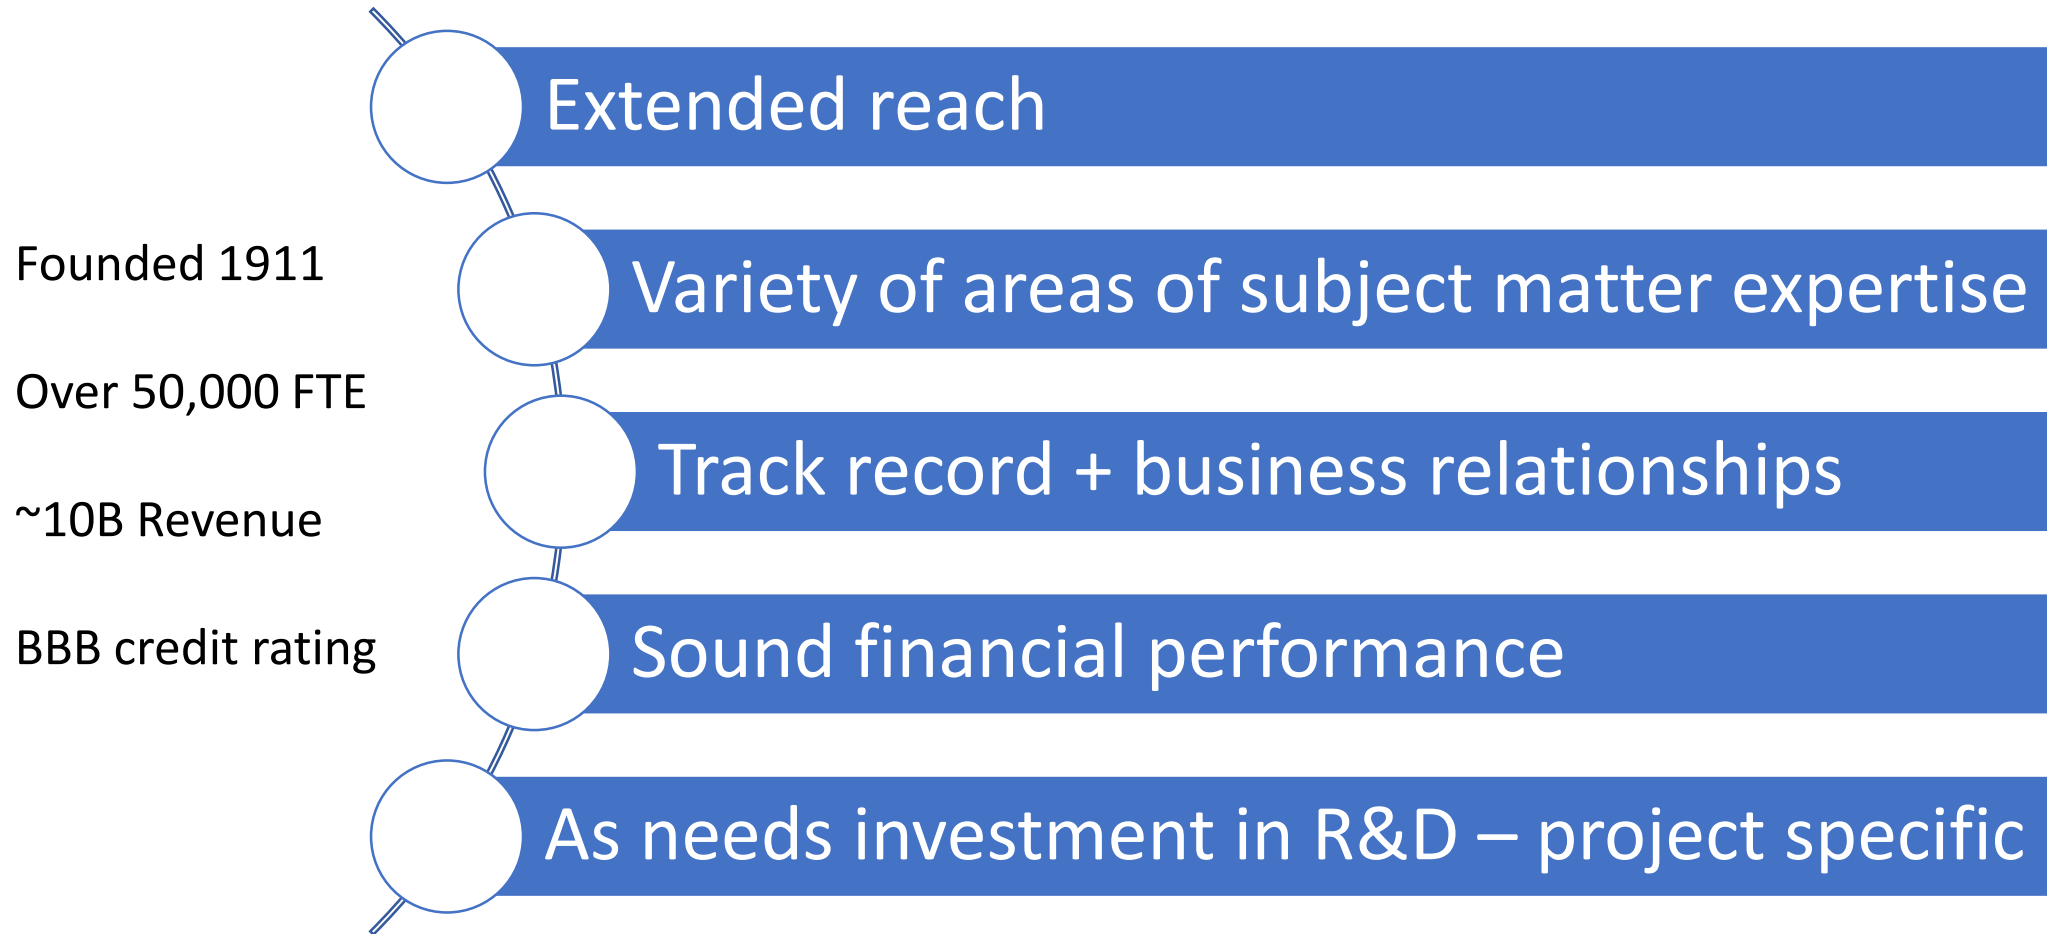 Founded 1911
Over 50,000 FTE
~10B Revenue
BBB credit rating
Extended reach
Variety of areas of subject matter expertise
Track record + business relationships
Sound financial performance
As needs investment in R&D – project specific